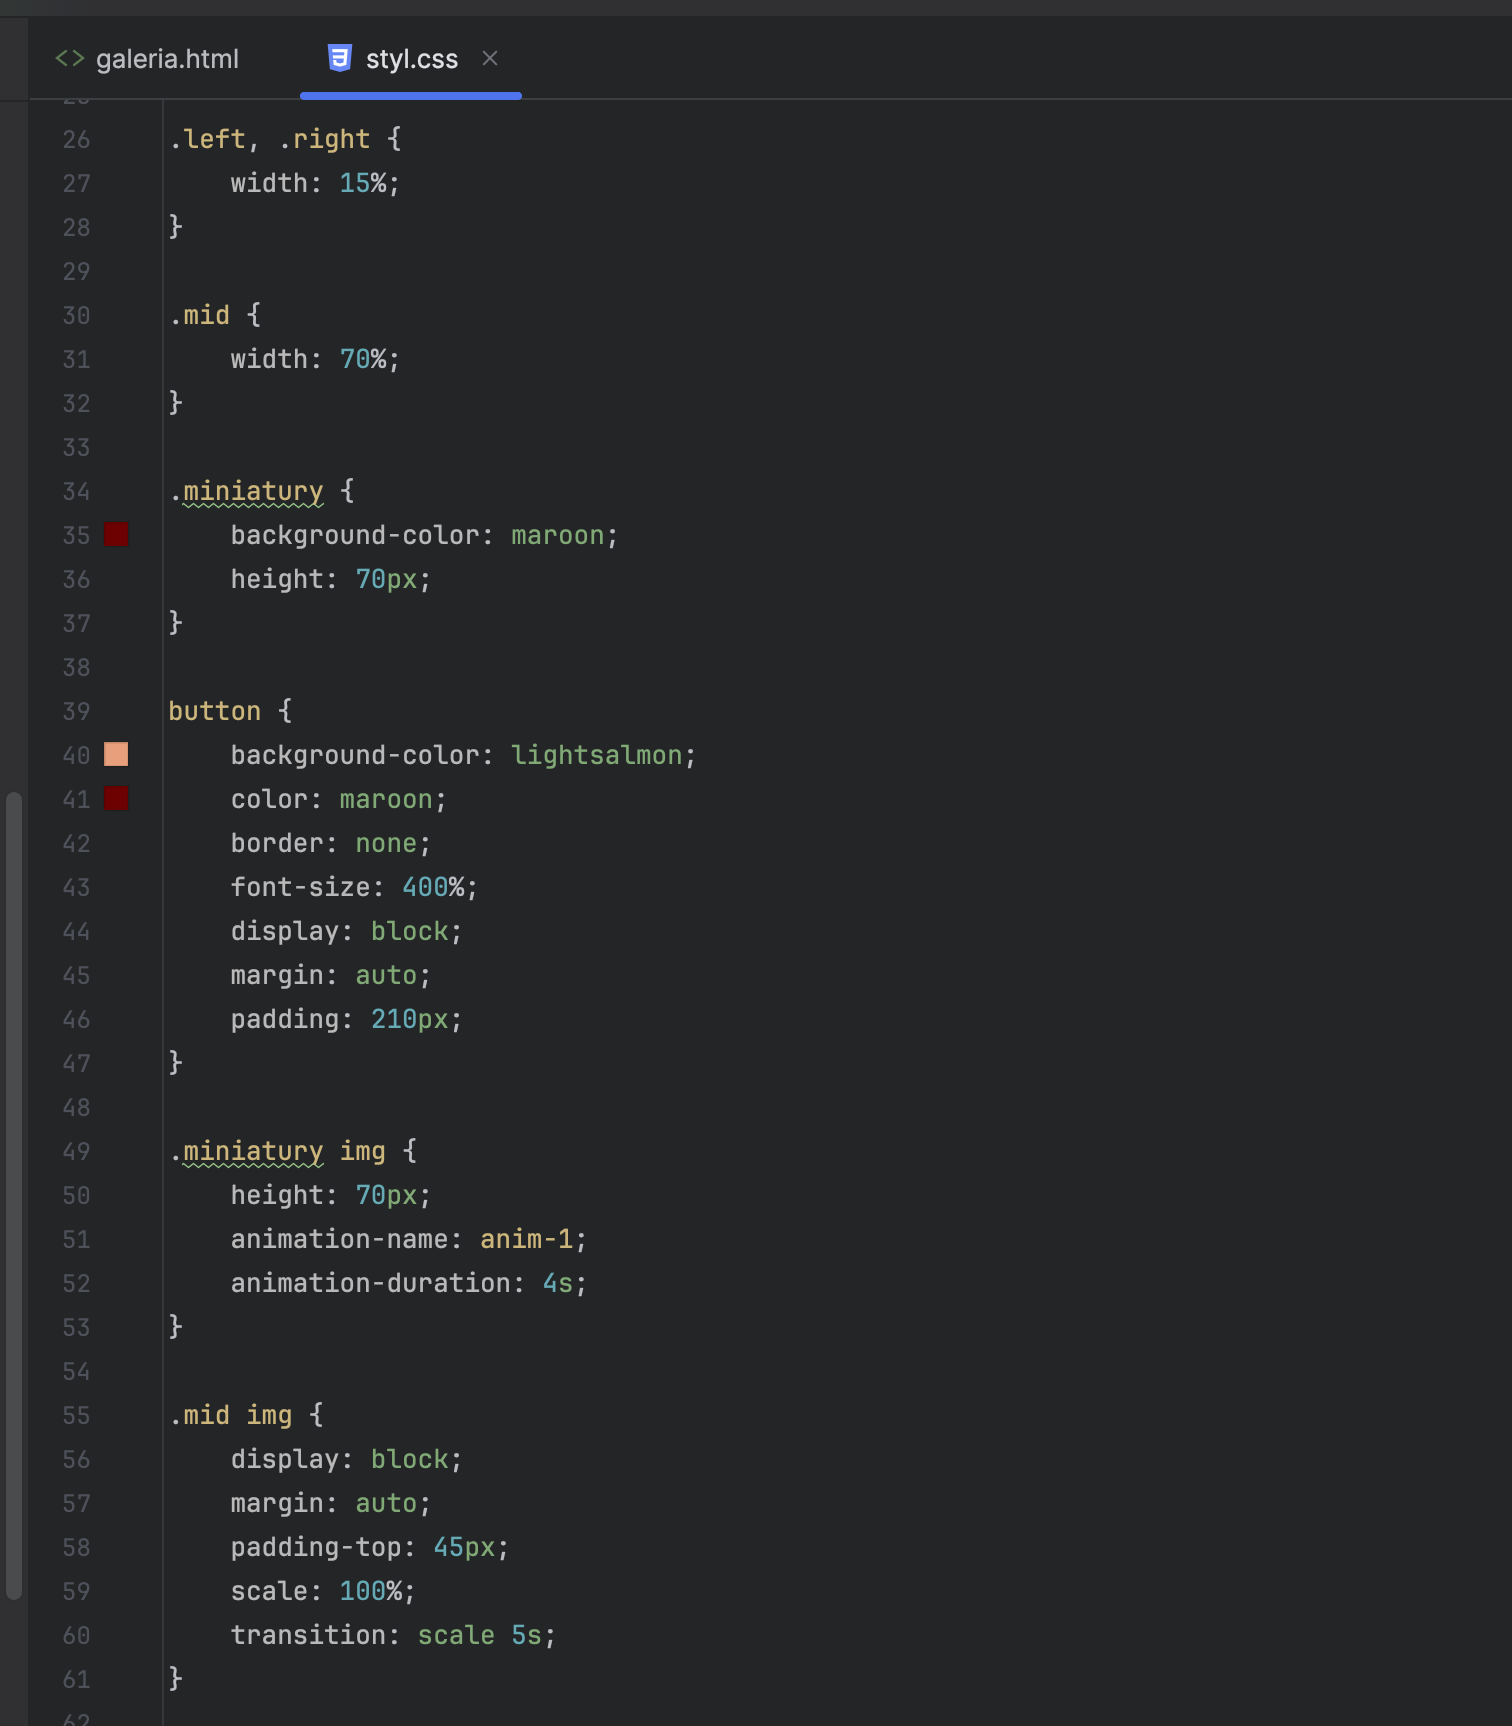 galeria.html
styl.css
26 .left, .right {
27     width: 15%;
28 }
29
30 .mid {
31     width: 70%;
32 }
33
34 .miniatury {
35     background-color: maroon;
36     height: 70px;
37 }
38
39 button {
40     background-color: lightsalmon;
41     color: maroon;
42     border: none;
43     font-size: 400%;
44     display: block;
45     margin: auto;
46     padding: 210px;
47 }
48
49 .miniatury img {
50     height: 70px;
51     animation-name: anim-1;
52     animation-duration: 4s;
53 }
54
55 .mid img {
56     display: block;
57     margin: auto;
58     padding-top: 45px;
59     scale: 100%;
60     transition: scale 5s;
61 }
62